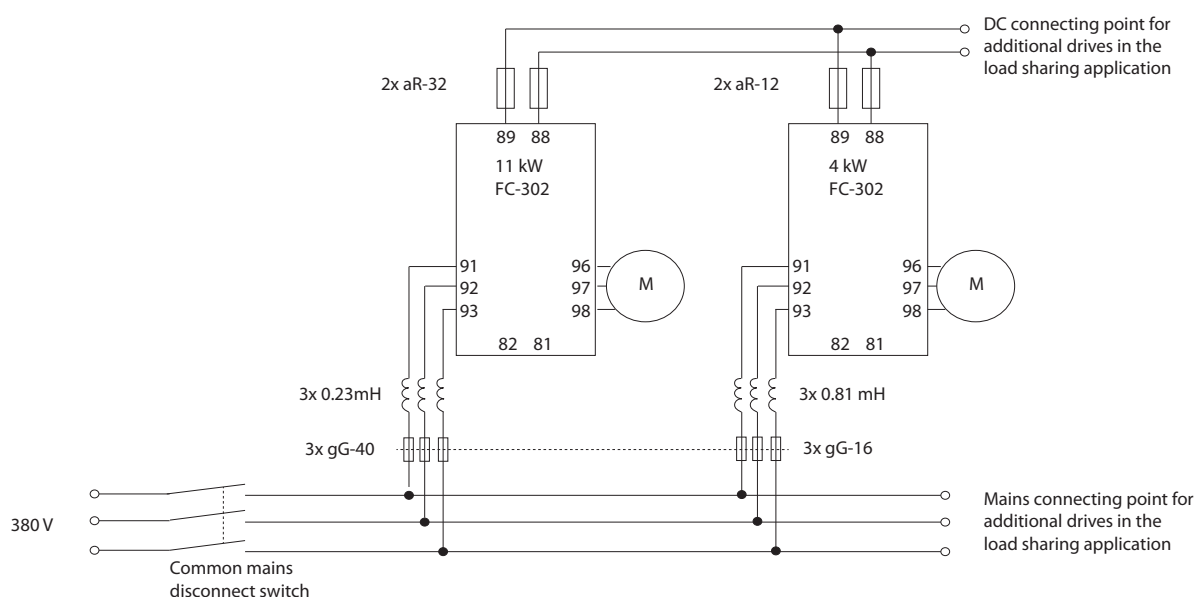 DC connecting point for
additional drives in the
load sharing application
2x aR-32
2x aR-12
89 88
89 88
11 kW
FC-302
4 kW
FC-302
91
92
93
96
97
98
M
91
92
93
96
97
98
M
82 81
82 81
3x 0.23mH
3x 0.81 mH
3x gG-40
3x gG-16
380 V
Mains connecting point for
additional drives in the
load sharing application
Common mains
disconnect switch